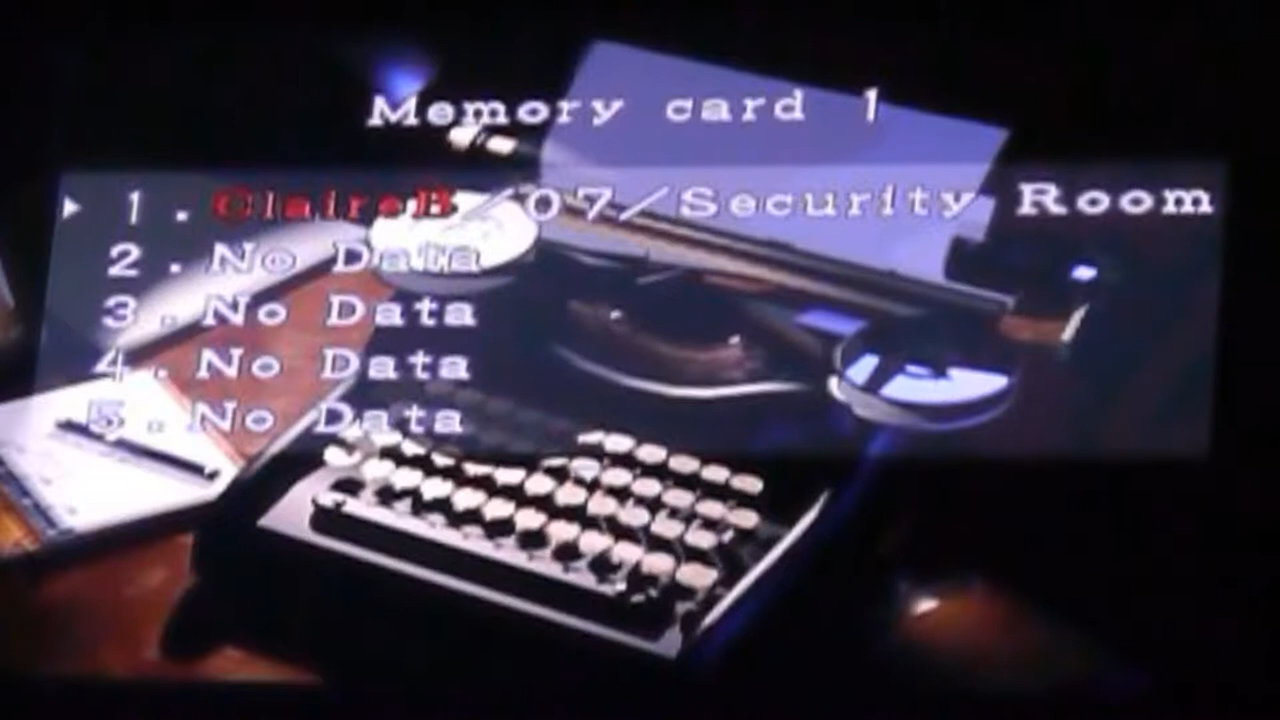 Memory card 1
1. ClaireB/07/Security Room
2. No Data
3. No Data
4. No Data
5. No Data